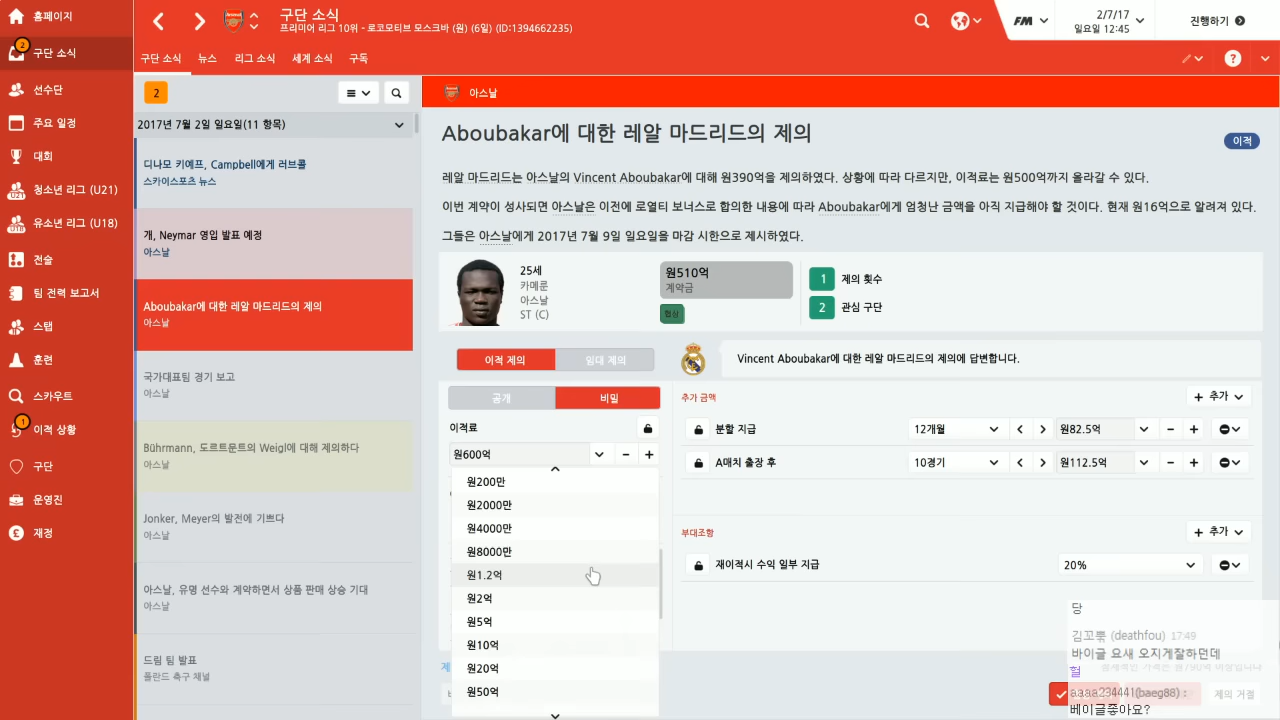 홈페이지
2
구단 소식
선수단
주요 일정
대회
청소년 리그 (U21)
유소년 리그 (U18)
전술
팀 전력 보고서
스탭
훈련
스카우트
1
이적 상황
구단
운영진
재정
구단 소식
프리미어 리그 10위 - 로코모티브 모스크바 (원) (6일) (ID:1394662235)
FM
2/7/17
일요일 12:45
진행하기
구단 소식 뉴스 리그 소식 세계 소식 구독
2
2017년 7월 2일 일요일(11 항목)
디나모 키예프, Campbell에게 러브콜
스카이스포츠 뉴스
개, Neymar 영입 발표 예정
아스날
Aboubakar에 대한 레알 마드리드의 제의
아스날
국가대표팀 경기 보고
아스날
Bührmann, 도르트문트의 Weigl에 대해 제의하다
아스날
Jonker, Meyer의 발전에 기쁘다
아스날
아스날, 유명 선수와 계약하면서 상품 판매 상승 기대
아스날
드림 팀 발표
폴란드 축구 채널
아스날
Aboubakar에 대한 레알 마드리드의 제의
이적
레알 마드리드는 아스날의 Vincent Aboubakar에 대해 원390억을 제의하였다. 상황에 따라 다르지만, 이적료는 원500억까지 올라갈 수 있다.
이번 계약이 성사되면 아스날은 이전에 로열티 보너스로 합의한 내용에 따라 Aboubakar에게 엄청난 금액을 아직 지급해야 할 것이다. 현재 원16억으로 알려져 있다.
그들은 아스날에게 2017년 7월 9일 일요일을 마감 시한으로 제시하였다.
25세
카메룬
아스날
ST (C)
원510억
계약금
협상
1 제의 횟수
2 관심 구단
이적 제의 임대 제의
Vincent Aboubakar에 대한 레알 마드리드의 제의에 답변합니다.
공개 비밀
이적료
원600억
원200만
원2000만
원4000만
원8000만
원1.2억
원2억
원5억
원10억
원20억
원50억
추가 금액
추가
분할 지급 12개월 원82.5억
A매치 출장 후 10경기 원112.5억
부대조항
추가
재이적시 수익 일부 지급 20%
당
김꼬릇 (deathfou) 17:49
바이글 요새 오지게잘하던데
헐
aaaa234441(baeg88) :
베이글쫗아요?
제의 거절